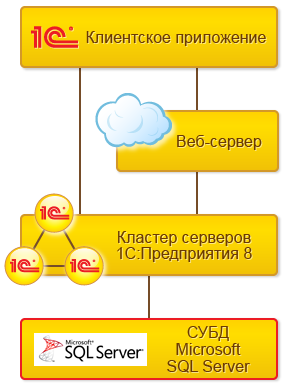 1С Клиентское приложение
Веб-сервер
1С
Кластер серверов
1С:Предприятия 8
1С
1С
Microsoft®
SQL Server®
СУБД
Microsoft
SQL Server